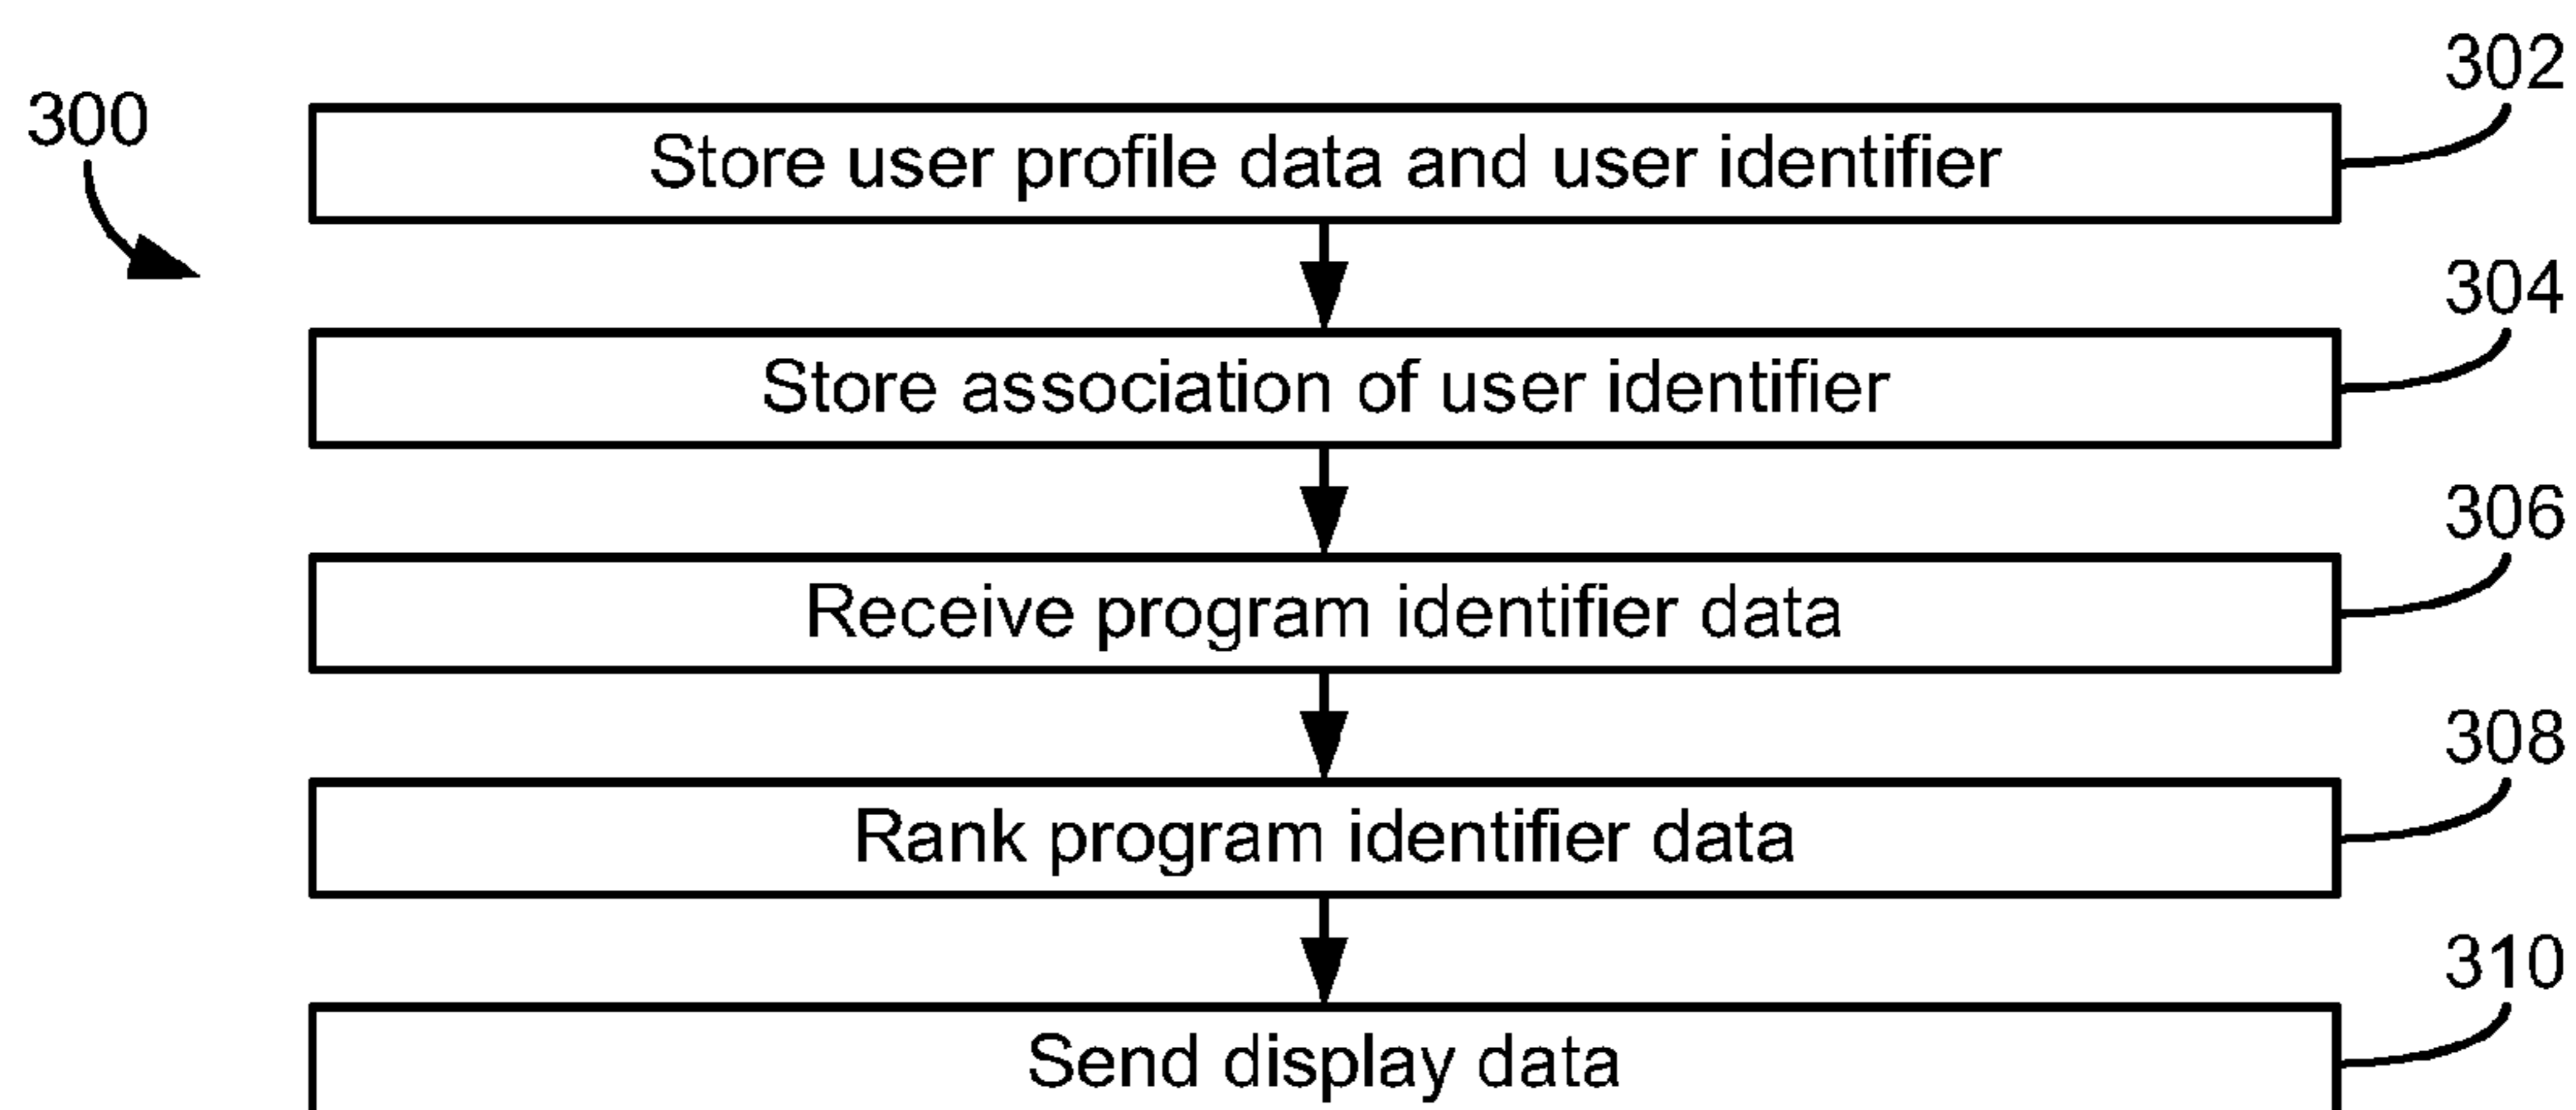 302
300
Store user profile data and user identifier
304
Store association of user identifier
306
Receive program identifier data
308
Rank program identifier data
310
Send display data